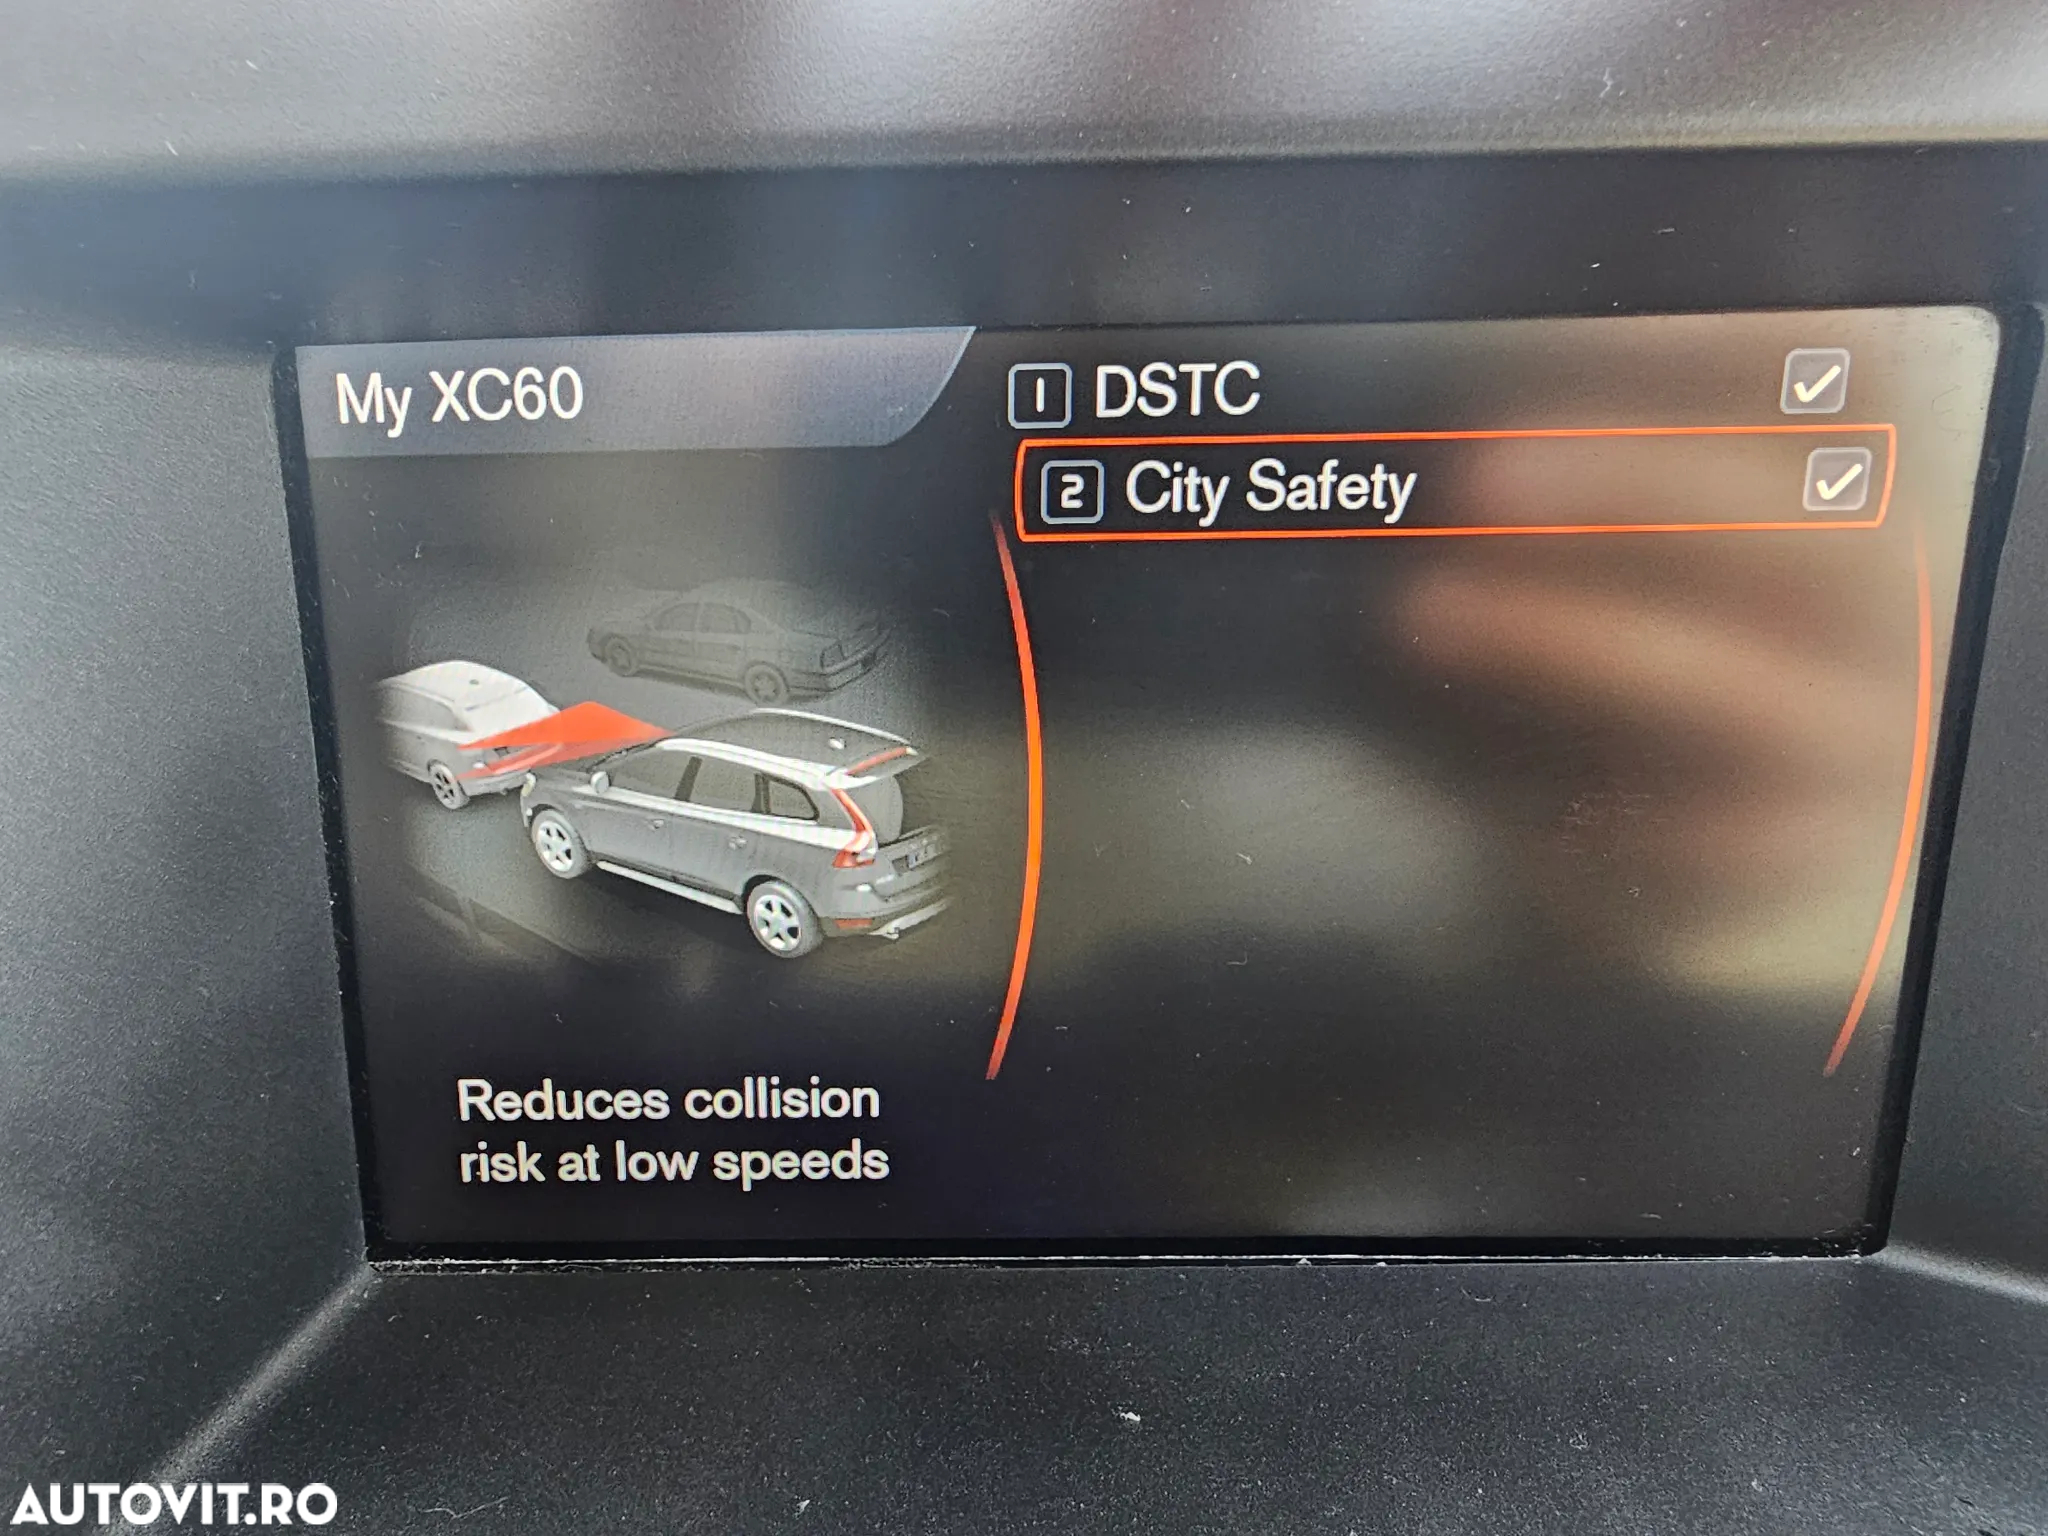 My XC60
1 DSTC
2 City Safety
Reduces collision
risk at low speeds
AUTOVIT.RO